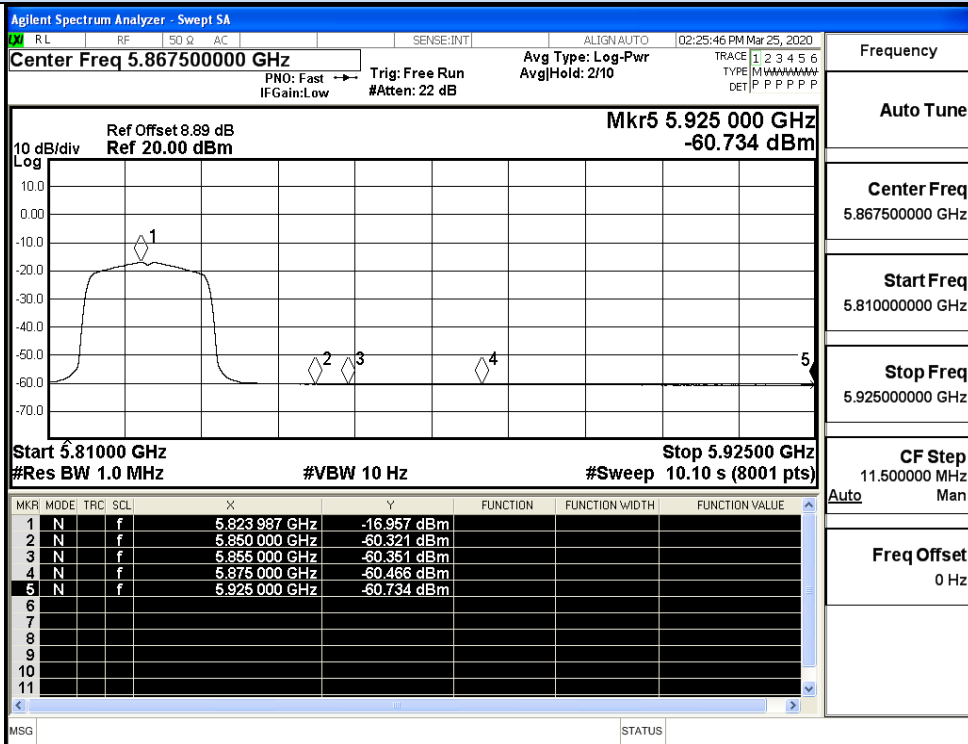 Agilent Spectrum Analyzer - Swept SA
LXI RL RF 50 Ω AC SENSE:INT ALIGN AUTO 02:25:46 PM Mar 25, 2020
Center Freq 5.867500000 GHz
PNO: Fast
IFGain:Low
Trig: Free Run
#Atten: 22 dB
Avg Type: Log-Pwr
Avg|Hold: 2/10
TRACE 1 2 3 4 5 6
TYPE M W W W W W
DET P P P P P P
Mkr5 5.925 000 GHz
-60.734 dBm
Ref Offset 8.89 dB
10 dB/div Ref 20.00 dBm
Log
10.0
0.00
-10.0
-20.0
-30.0
-40.0
-50.0
-60.0
-70.0
1
2
3
4
5
Start 5.81000 GHz Stop 5.92500 GHz
#Res BW 1.0 MHz #VBW 10 Hz #Sweep 10.10 s (8001 pts)
MKR MODE TRC SCL X Y FUNCTION FUNCTION WIDTH FUNCTION VALUE
1 N f 5.823 987 GHz -16.957 dBm
2 N f 5.850 000 GHz -60.321 dBm
3 N f 5.855 000 GHz -60.351 dBm
4 N f 5.875 000 GHz -60.466 dBm
5 N f 5.925 000 GHz -60.734 dBm
6
7
8
9
10
11
MSG STATUS
Frequency
Auto Tune
Center Freq
5.867500000 GHz
Start Freq
5.810000000 GHz
Stop Freq
5.925000000 GHz
CF Step
11.500000 MHz
Auto Man
Freq Offset
0 Hz